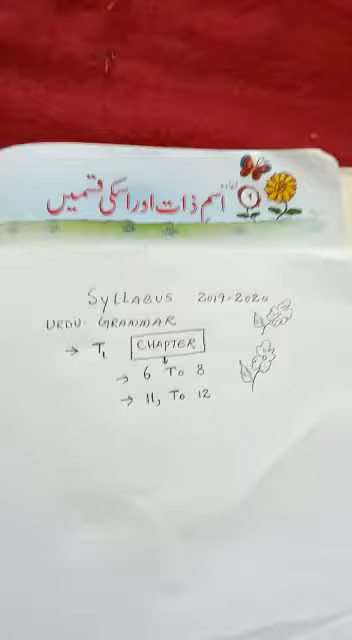 اسم ذات اور اسکی قسمیں
SYLLABUS 2019-2020
URDU- GRAMMAR
→ T1 CHAPTER
→ 6 TO 8
→ 11, TO 12